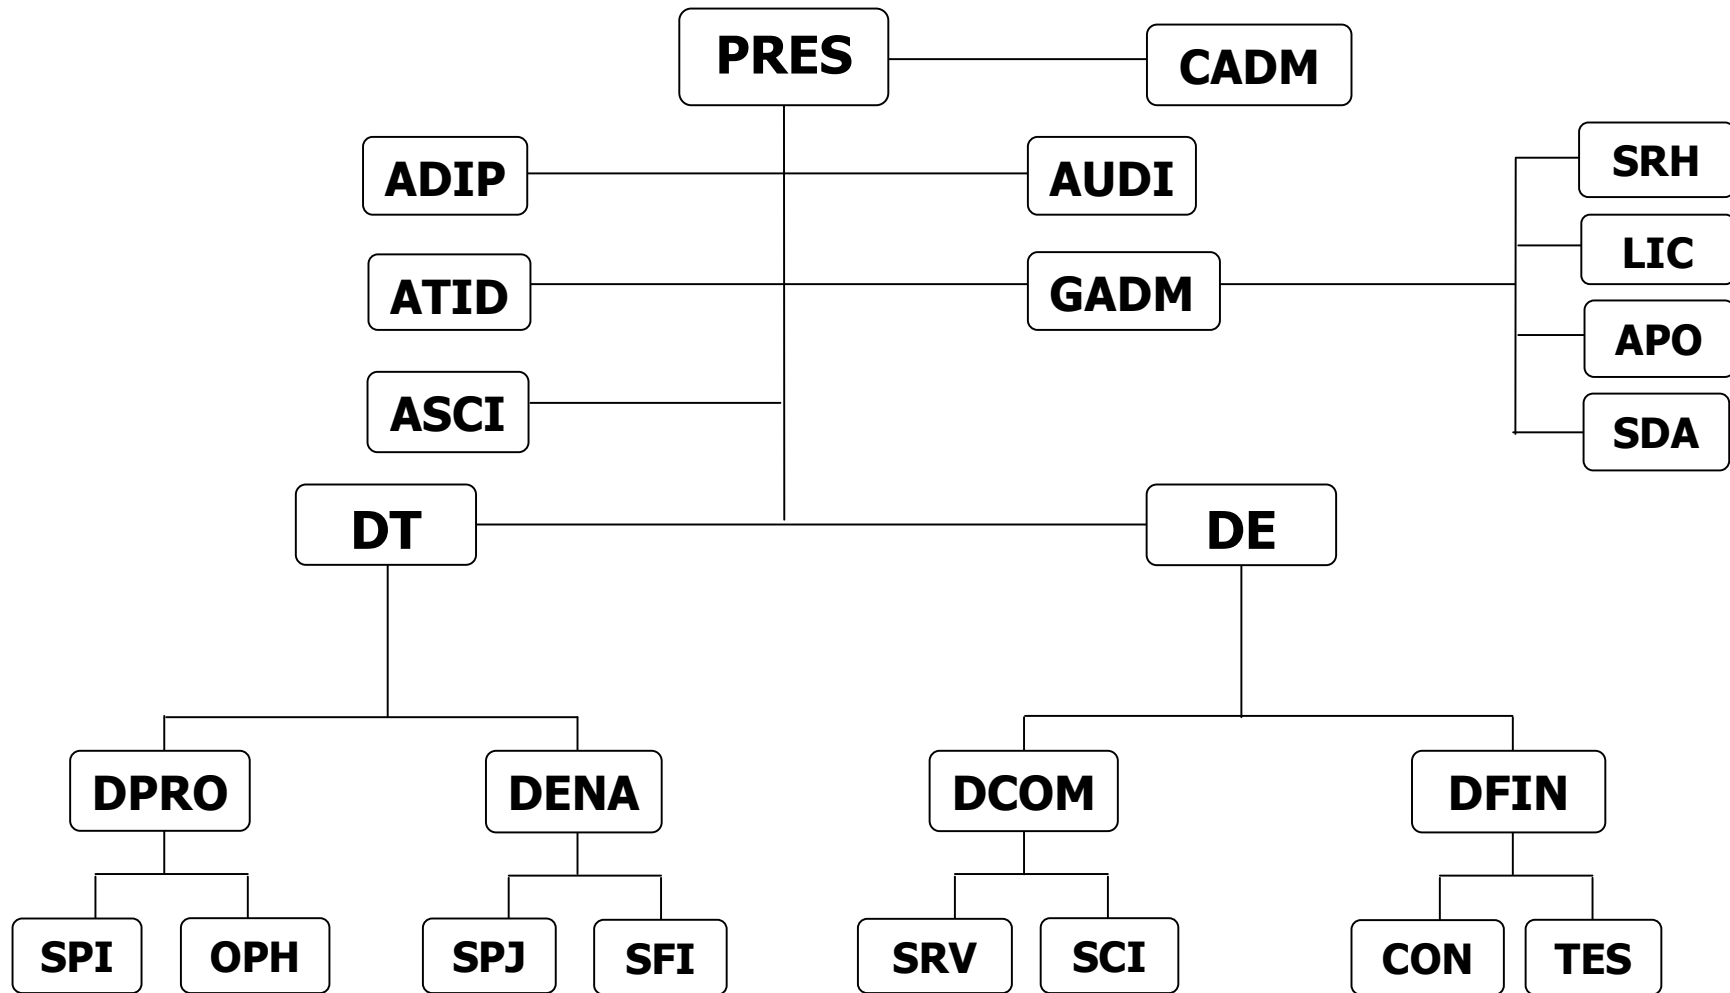 PRES
CADM
ADIP
AUDI
SRH
LIC
ATID
GADM
APO
ASCI
SDA
DT
DE
DPRO
DENA
DCOM
DFIN
SPI
OPH
SPJ
SFI
SRV
SCI
CON
TES